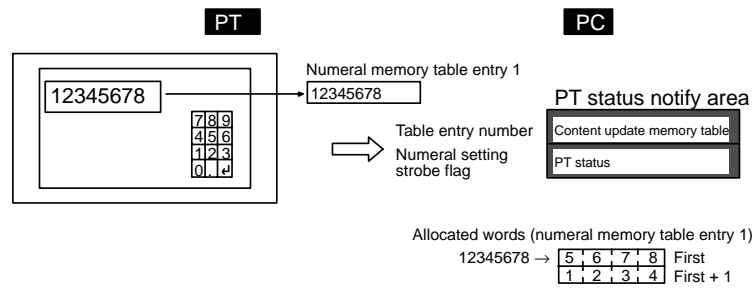 PT
PC
Numeral memory table entry 1
12345678
12345678
PT status notify area
7 8 9
4 5 6
1 2 3
0 . ↵
Table entry number
Content update memory table
Numeral setting
strobe flag
PT status
Allocated words (numeral memory table entry 1)
12345678 → 5 6 7 8 First
1 2 3 4 First + 1